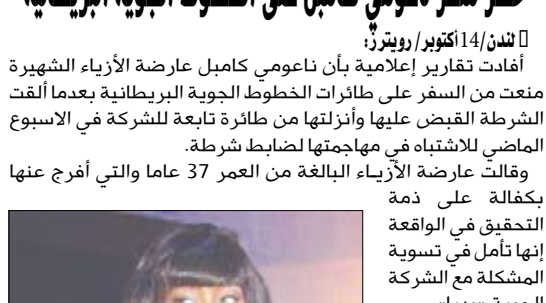 لندن/14أكتوبر/ رويترز:
أفادت تقارير إعلامية بأن ناعومي كامبل عارضة الأزياء الشهيرة
منعت من السفر على طائرات الخطوط الجوية البريطانية بعدما ألقت
الشرطة القبض عليها وأنزلتها من طائرة تابعة للشركة في الاسبوع
الماضي للاشتباه في مهاجمتها لضابط شرطة.
وقالت عارضة الأزياء البالغة من العمر 37 عاما والتي أفرج عنها
بكفالة على ذمة
التحقيق في الواقعة
إنها تأمل في تسوية
المشكلة مع الشركة